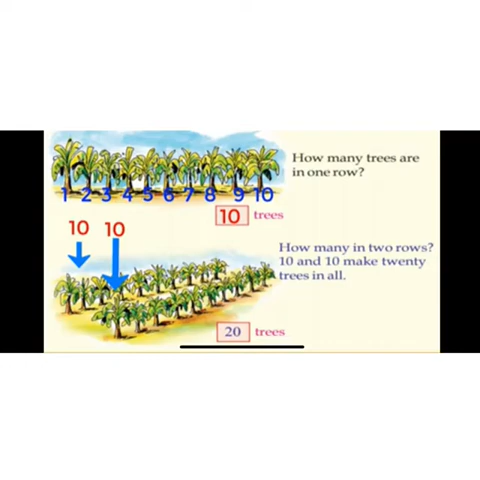 How many trees are
in one row?
1 2 3 4 5 6 7 8 9 10
10 trees
10 10
How many in two rows?
10 and 10 make twenty
trees in all.
20 trees